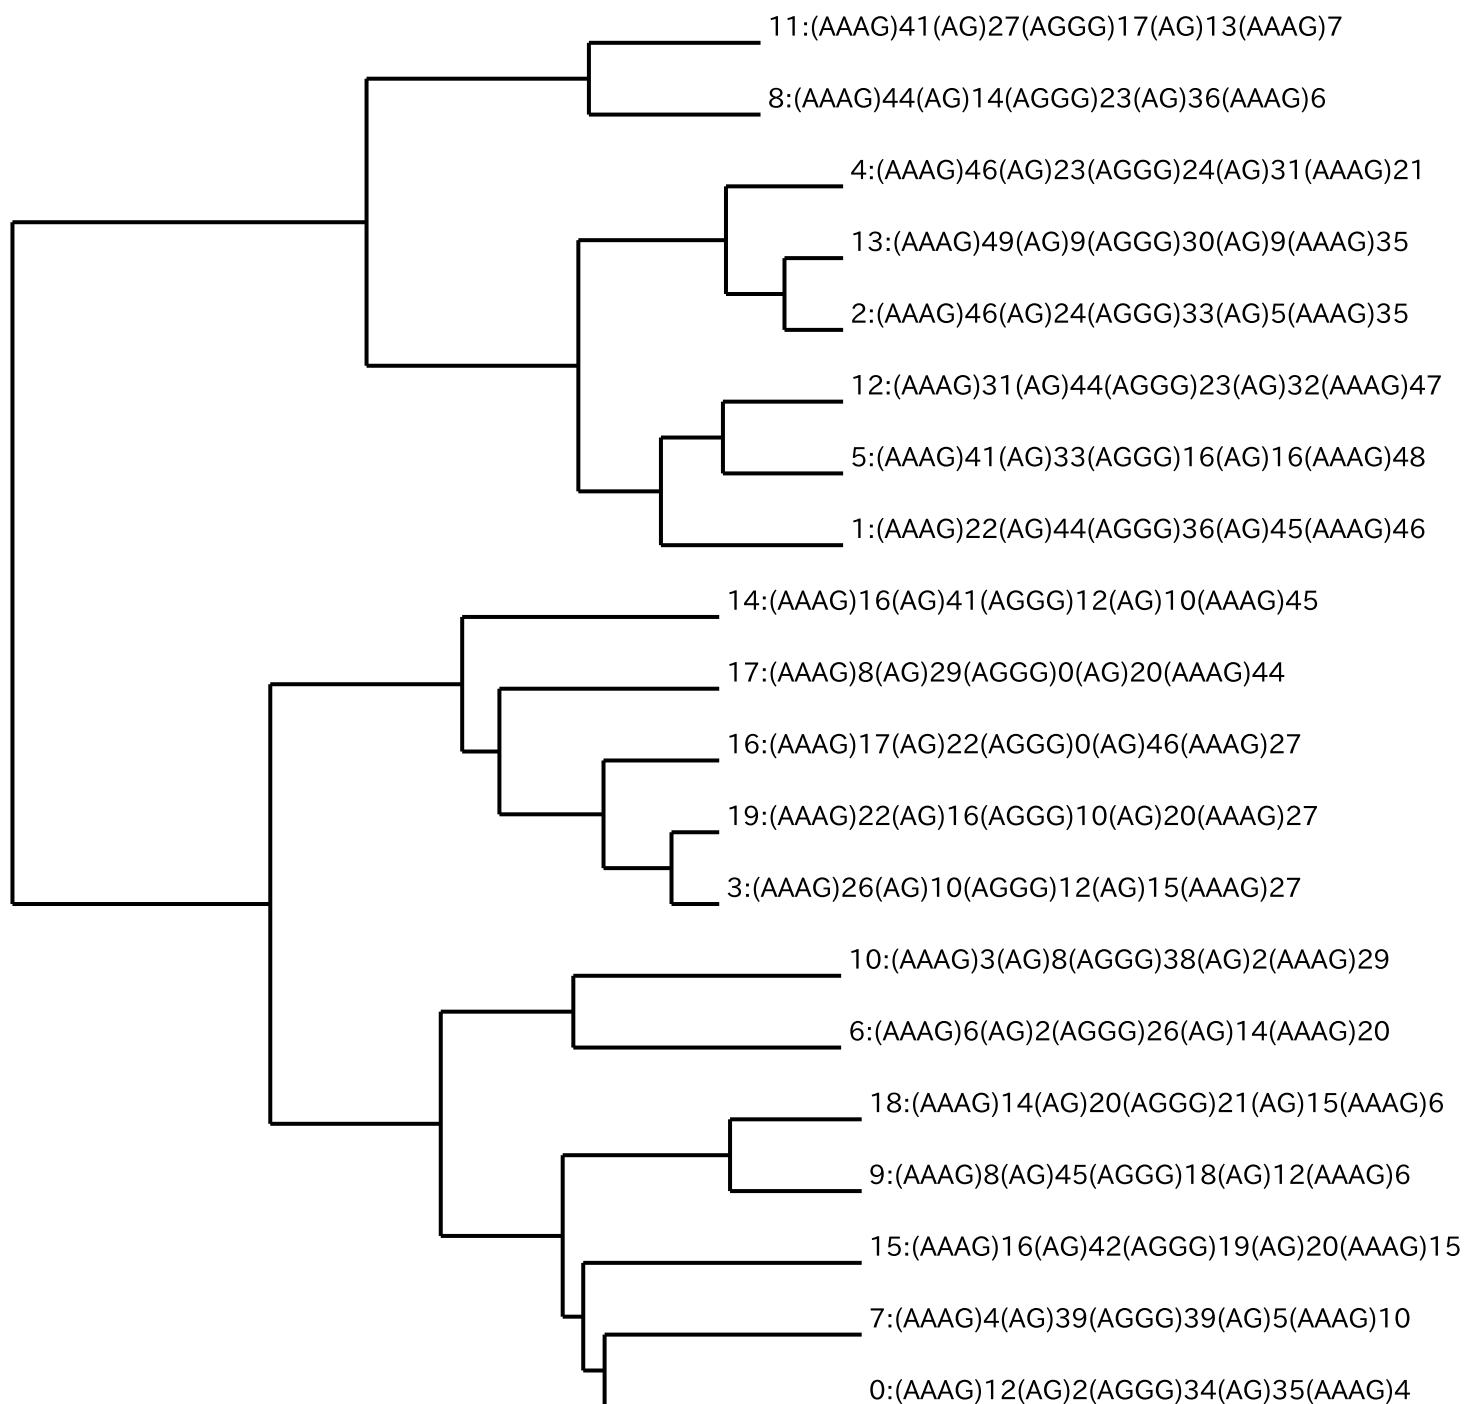 11:(AAAG)41(AG)27(AGGG)17(AG)13(AAAG)7
8:(AAAG)44(AG)14(AGGG)23(AG)36(AAAG)6
4:(AAAG)46(AG)23(AGGG)24(AG)31(AAAG)21
13:(AAAG)49(AG)9(AGGG)30(AG)9(AAAG)35
2:(AAAG)46(AG)24(AGGG)33(AG)5(AAAG)35
12:(AAAG)31(AG)44(AGGG)23(AG)32(AAAG)47
5:(AAAG)41(AG)33(AGGG)16(AG)16(AAAG)48
1:(AAAG)22(AG)44(AGGG)36(AG)45(AAAG)46
14:(AAAG)16(AG)41(AGGG)12(AG)10(AAAG)45
17:(AAAG)8(AG)29(AGGG)0(AG)20(AAAG)44
16:(AAAG)17(AG)22(AGGG)0(AG)46(AAAG)27
19:(AAAG)22(AG)16(AGGG)10(AG)20(AAAG)27
3:(AAAG)26(AG)10(AGGG)12(AG)15(AAAG)27
10:(AAAG)3(AG)8(AGGG)38(AG)2(AAAG)29
6:(AAAG)6(AG)2(AGGG)26(AG)14(AAAG)20
18:(AAAG)14(AG)20(AGGG)21(AG)15(AAAG)6
9:(AAAG)8(AG)45(AGGG)18(AG)12(AAAG)6
15:(AAAG)16(AG)42(AGGG)19(AG)20(AAAG)15
7:(AAAG)4(AG)39(AGGG)39(AG)5(AAAG)10
0:(AAAG)12(AG)2(AGGG)34(AG)35(AAAG)4